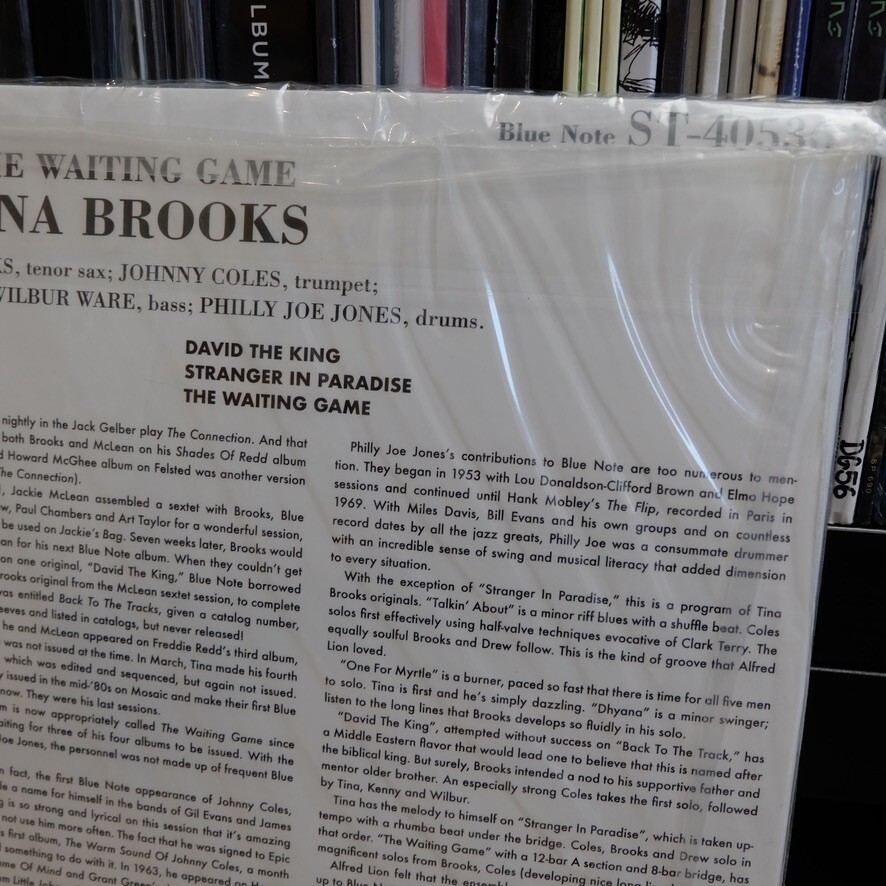 LBUM
Blue Note ST-4053
E WAITING GAME
NA BROOKS
S, tenor sax; JOHNNY COLES, trumpet;
WILBUR WARE, bass; PHILLY JOE JONES, drums.
DAVID THE KING
STRANGER IN PARADISE
THE WAITING GAME
nightly in the Jack Gelber play The Connection. And that
both Brooks and McLean on his Shades Of Redd album
d Howard McGhee album on Felsted was another version
The Connection).
, Jackie McLean assembled a sextet with Brooks, Blue
w, Paul Chambers and Art Taylor for a wonderful session,
be used on Jackie's Bag. Seven weeks later, Brooks would
an for his next Blue Note album. When they couldn't get
on one original, "David The King," Blue Note borrowed
rooks original from the McLean sextet session, to complete
was entitled Back To The Tracks, given a catalog number,
eeves and listed in catalogs, but never released!
he and McLean appeared on Freddie Redd's third album,
was not issued at the time. In March, Tina made his fourth
which was edited and sequenced, but again not issued.
y issued in the mid-'80s on Mosaic and make their first Blue
now. They were his last sessions.
m is now appropriately called The Waiting Game since
aiting for three of his four albums to be issued. With the
Joe Jones, the personnel was not made up of frequent Blue
n fact, the first Blue Note appearance of Johnny Coles,
de a name for himself in the bands of Gil Evans and James
g is so strong and lyrical on this session that it's amazing
not use him more often. The fact that he was signed to Epic
s first album, The Warm Sound Of Johnny Coles, a month
something to do with it. In 1963, he appeared on
me Of Mind and Grant Green's
Philly Joe Jones's contributions to Blue Note are too numerous to men-
tion. They began in 1953 with Lou Donaldson-Clifford Brown and Elmo Hope
sessions and continued until Hank Mobley's The Flip, recorded in Paris in
1969. With Miles Davis, Bill Evans and his own groups and on countless
record dates by all the jazz greats, Philly Joe was a consummate drummer
with an incredible sense of swing and musical literacy that added dimension
to every situation.
With the exception of "Stranger In Paradise," this is a program of Tina
Brooks originals. "Talkin' About" is a minor riff blues with a shuffle beat. Coles
solos first effectively using half-valve techniques evocative of Clark Terry. The
equally soulful Brooks and Drew follow. This is the kind of groove that Alfred
Lion loved.
"One For Myrtle" is a burner, paced so fast that there is time for all five men
to solo. Tina is first and he's simply dazzling. "Dhyana" is a minor swinger;
listen to the long lines that Brooks develops so fluidly in his solo.
"David The King", attempted without success on "Back To The Track," has
a Middle Eastern flavor that would lead one to believe that this is named after
the biblical king. But surely, Brooks intended a nod to his supportive father and
mentor older brother. An especially strong Coles takes the first solo, followed
by Tina, Kenny and Wilbur.
Tina has the melody to himself on "Stranger In Paradise", which is taken up-
tempo with a rhumba beat under the bridge. Coles, Brooks and Drew solo in
that order. "The Waiting Game" with a 12-bar A section and 8-bar bridge, has
magnificent solos from Brooks, Coles (developing nice long
Alfred Lion felt that the
up to Blue
DG56